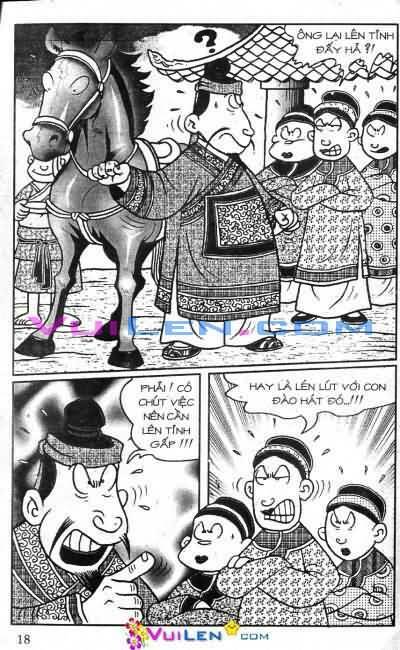 ?
ÔNG LẠI LÊN TỈNH
ĐẤY HẢ ?!
VuiLen.com
PHẢI ! CÓ
CHÚT VIỆC
NÊN CẦN
LÊN TỈNH
GẤP !!!
HAY LÀ LÉN LÚT VỚI CON
ĐÀO HÁT ĐÓ...!!!
18
VuiLen.com